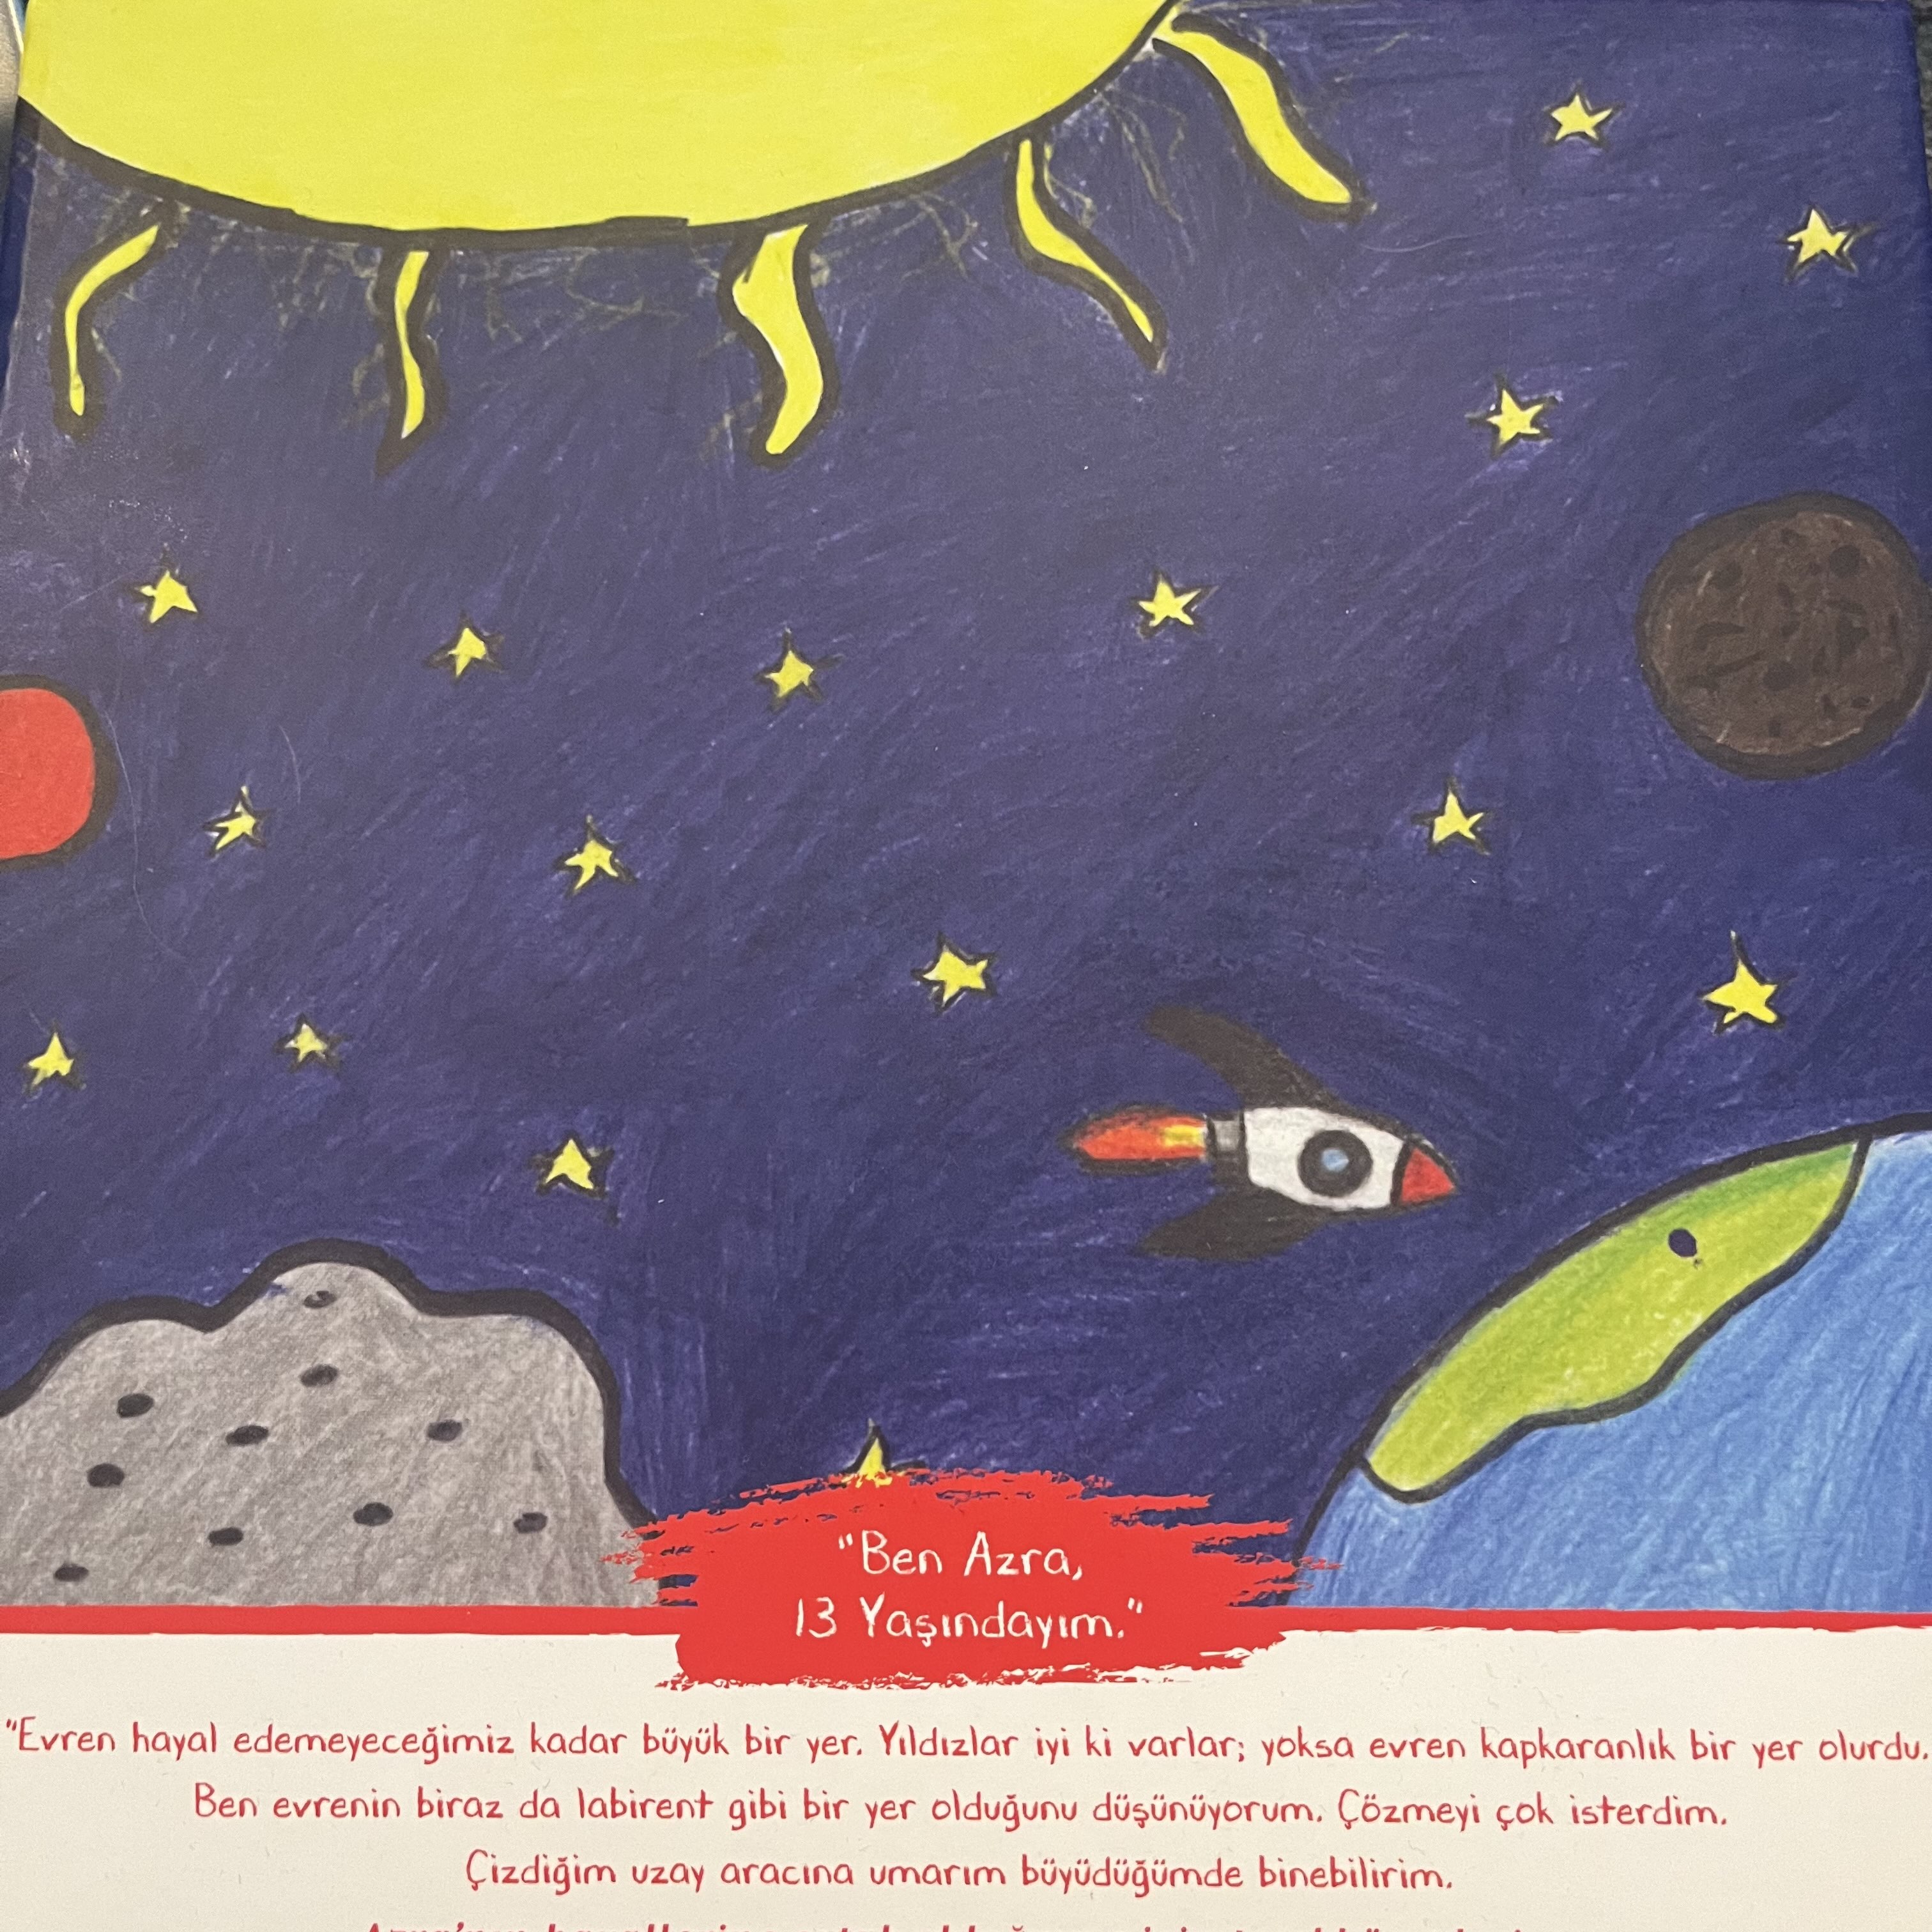 "Ben Azra,
13 Yaşındayım."
"Evren hayal edemeyeceğimiz kadar büyük bir yer. Yıldızlar iyi ki varlar; yoksa evren kapkaranlık bir yer olurdu.
Ben evrenin biraz da labirent gibi bir yer olduğunu düşünüyorum. Çözmeyi çok isterdim.
Çizdiğim uzay aracına umarım büyüdüğümde binebilirim.